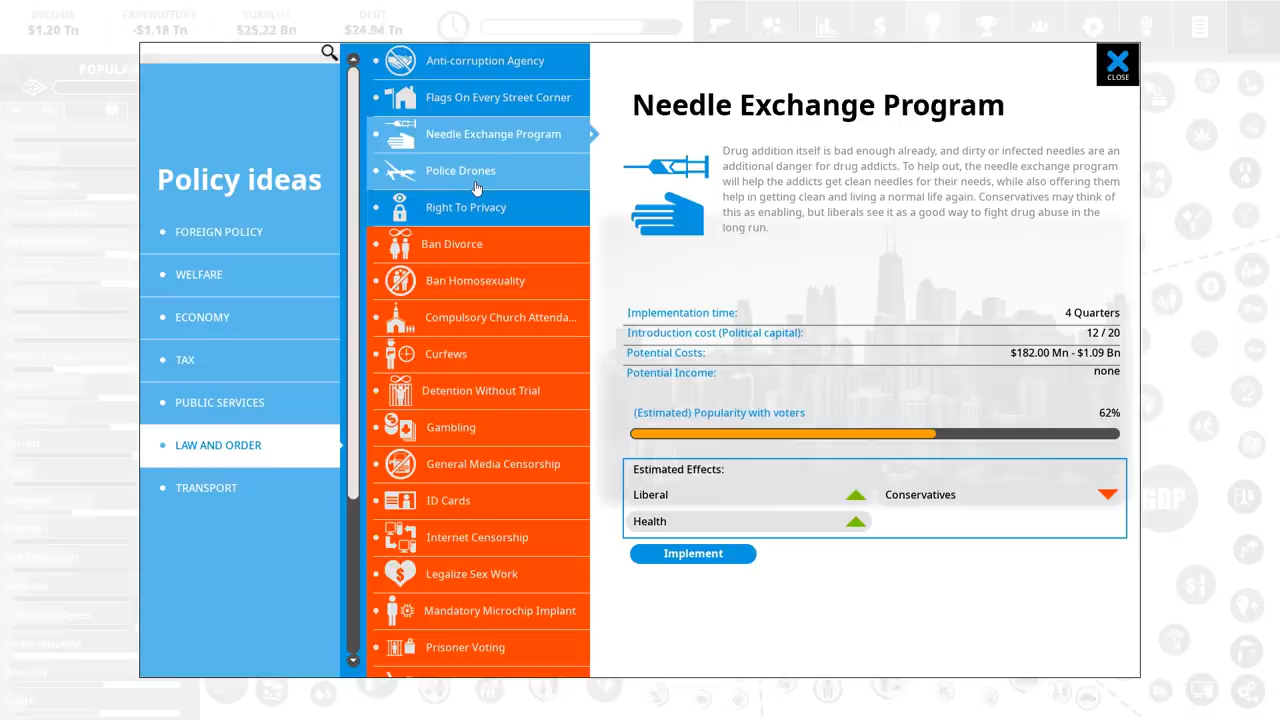 INCOME EXPENDITURE SURPLUS DEBT
$1.20 Tn -$1.18 Tn $25.22 Bn $24.94 Tn
CLOSE
Policy ideas
FOREIGN POLICY
WELFARE
ECONOMY
TAX
PUBLIC SERVICES
LAW AND ORDER
TRANSPORT
Anti-corruption Agency
Flags On Every Street Corner
Needle Exchange Program
Police Drones
Right To Privacy
Ban Divorce
Ban Homosexuality
Compulsory Church Attenda...
Curfews
Detention Without Trial
Gambling
General Media Censorship
ID Cards
Internet Censorship
Legalize Sex Work
Mandatory Microchip Implant
Prisoner Voting
Needle Exchange Program
Drug addition itself is bad enough already, and dirty or infected needles are an
additional danger for drug addicts. To help out, the needle exchange program
will help the addicts get clean needles for their needs, while also offering them
help in getting clean and living a normal life again. Conservatives may think of
this as enabling, but liberals see it as a good way to fight drug abuse in the
long run.
Implementation time: 4 Quarters
Introduction cost (Political capital): 12 / 20
Potential Costs: $182.00 Mn - $1.09 Bn
Potential Income: none
(Estimated) Popularity with voters 62%
Estimated Effects:
Liberal Conservatives
Health
Implement
GDP